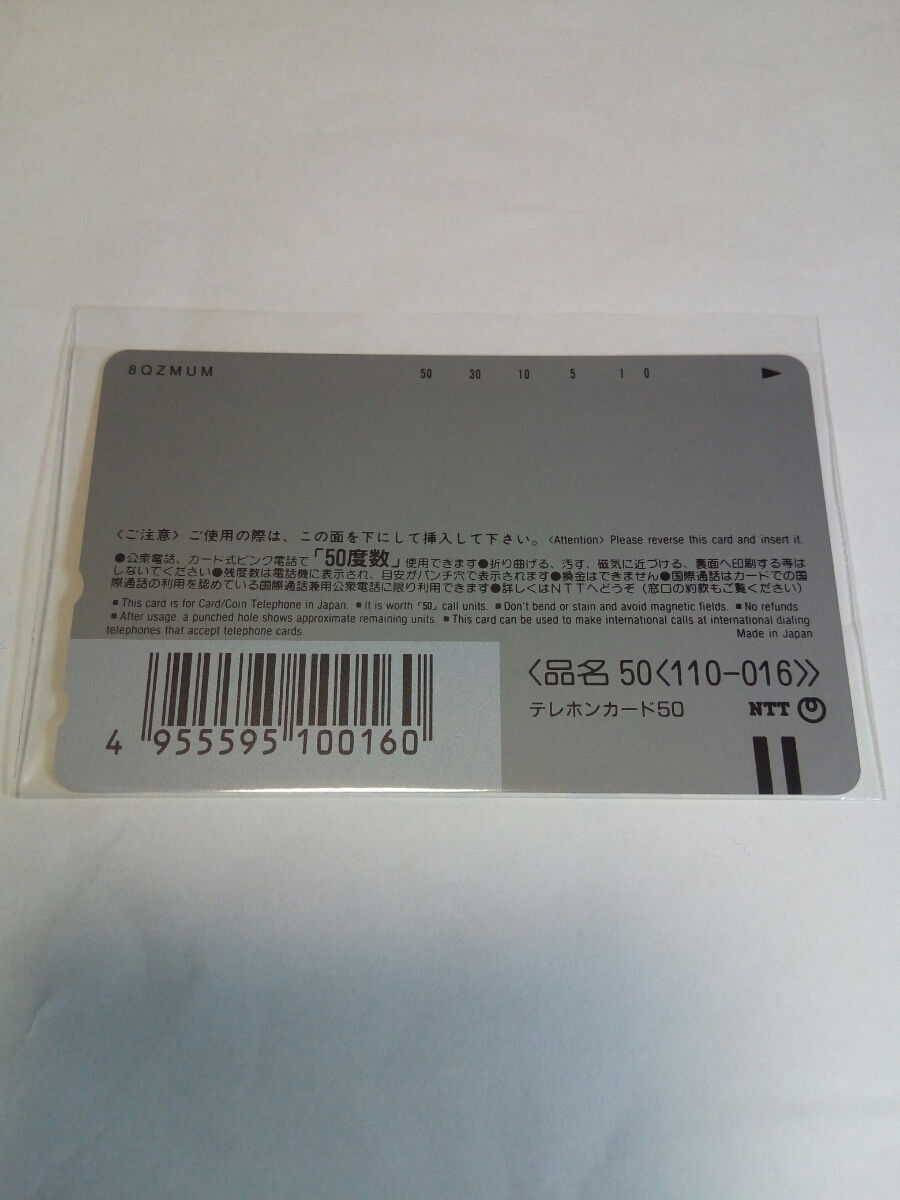 8QZMUM 50 30 10 5 1 0
〈ご注意〉ご使用の際は、この面を下にして挿入して下さい。〈Attention〉 Please reverse this card and insert it.
●公衆電話、カード式ピンク電話で「50度数」使用できます●折り曲げる、汚す、磁気に近づける、裏面へ印刷する等は
しないでください●残度数は電話機に表示され、目安がパンチ穴で表示されます●換金はできません●国際通話はカードでの国
際通話の利用を認めている国際通話兼用公衆電話に限り利用できます●詳しくはNTTへどうぞ（窓口の約款もご覧ください）
■This card is for Card/Coin Telephone in Japan. ■It is worth「50」call units. ■Don't bend or stain and avoid magnetic fields. ■No refunds.
■After usage, a punched hole shows approximate remaining units. ■This card can be used to make international calls at international dialing
telephones that accept telephone cards.
Made in Japan
〈品名 50〈110-016〉〉
テレホンカード50 NTT
4 955595 100160